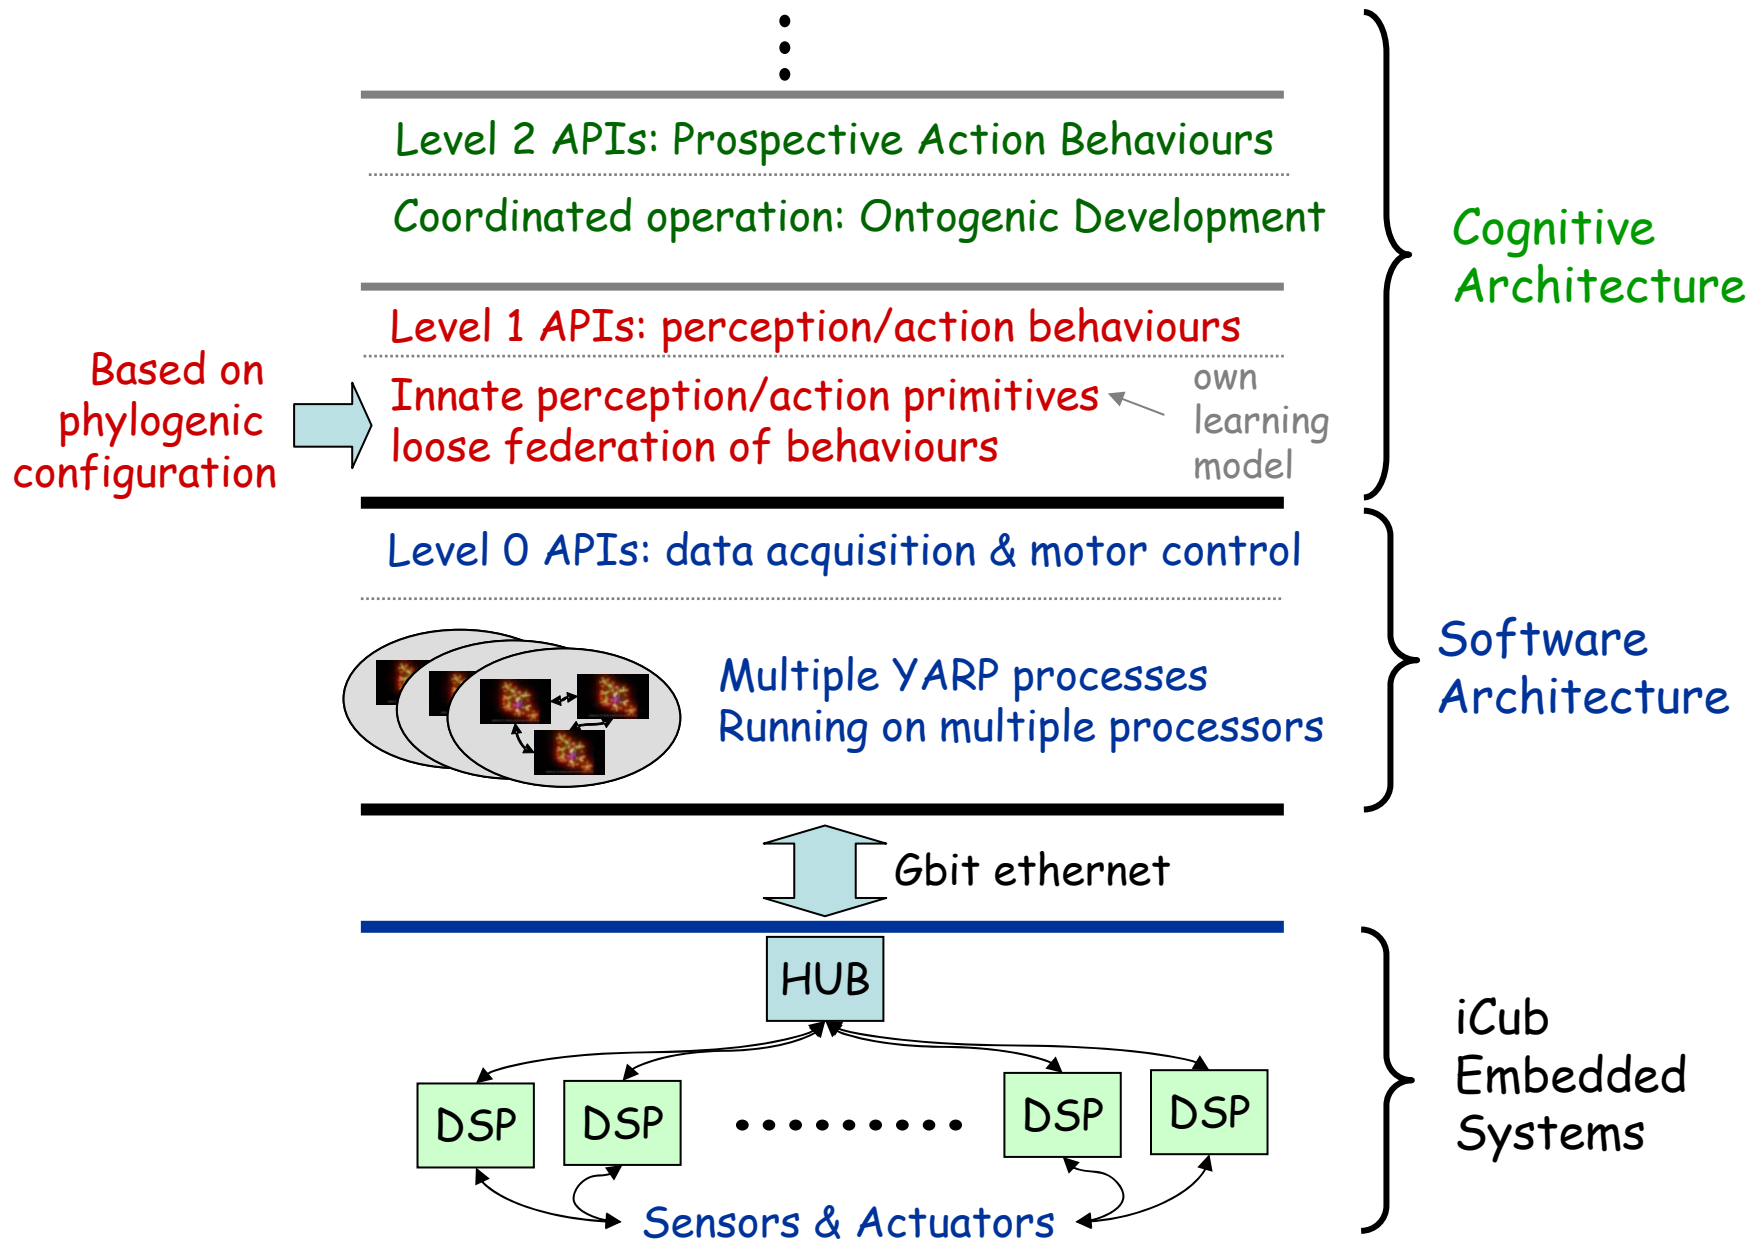 Level 2 APIs: Prospective Action Behaviours
Coordinated operation: Ontogenic Development
Cognitive
Architecture
Level 1 APIs: perception/action behaviours
Based on
phylogenic
configuration
Innate perception/action primitives
loose federation of behaviours
own
learning
model
Level 0 APIs: data acquisition & motor control
Multiple YARP processes
Running on multiple processors
Software
Architecture
Gbit ethernet
HUB
DSP
DSP
DSP
DSP
Sensors & Actuators
iCub
Embedded
Systems